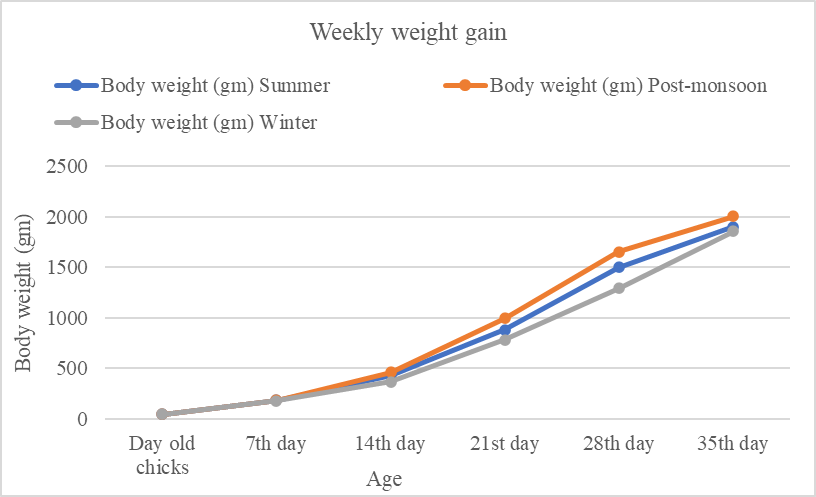 Weekly weight gain
Body weight (gm) Summer
Body weight (gm) Post-monsoon
Body weight (gm) Winter
2500
2000
1500
1000
500
0
Body weight (gm)
Day old
chicks
7th day
14th day
21st day
28th day
35th day
Age